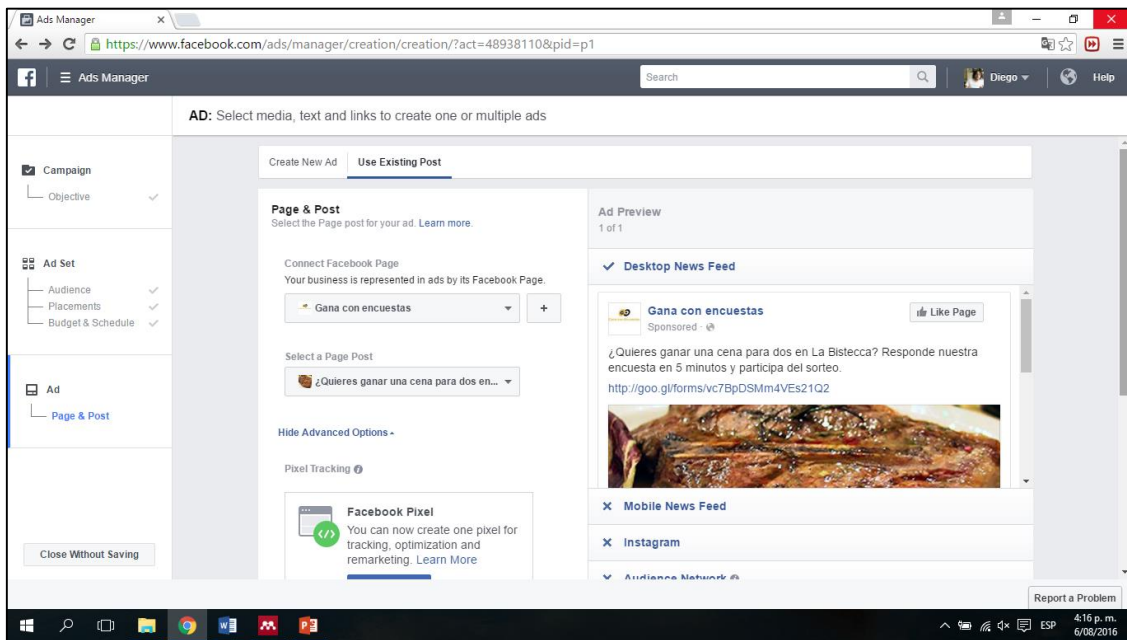 Ads Manager
https://www.facebook.com/ads/manager/creation/creation/?act=48938110&pid=p1
Ads Manager
Search
Diego
Help
AD: Select media, text and links to create one or multiple ads
Campaign
Objective
Ad Set
Audience
Placements
Budget & Schedule
Ad
Page & Post
Close Without Saving
Create New Ad
Use Existing Post
Page & Post
Select the Page post for your ad. Learn more.
Connect Facebook Page
Your business is represented in ads by its Facebook Page.
Gana con encuestas
+
Select a Page Post
¿Quieres ganar una cena para dos en...
Hide Advanced Options
Pixel Tracking
Facebook Pixel
You can now create one pixel for
tracking, optimization and
remarketing. Learn More
Ad Preview
1 of 1
Desktop News Feed
Gana con encuestas
Sponsored ·
Like Page
¿Quieres ganar una cena para dos en La Bistecca? Responde nuestra
encuesta en 5 minutos y participa del sorteo.
http://goo.gl/forms/vc7BpDSMm4VEs21Q2
Mobile News Feed
Instagram
Audience Network
Report a Problem
ESP
4:16 p. m.
6/08/2016